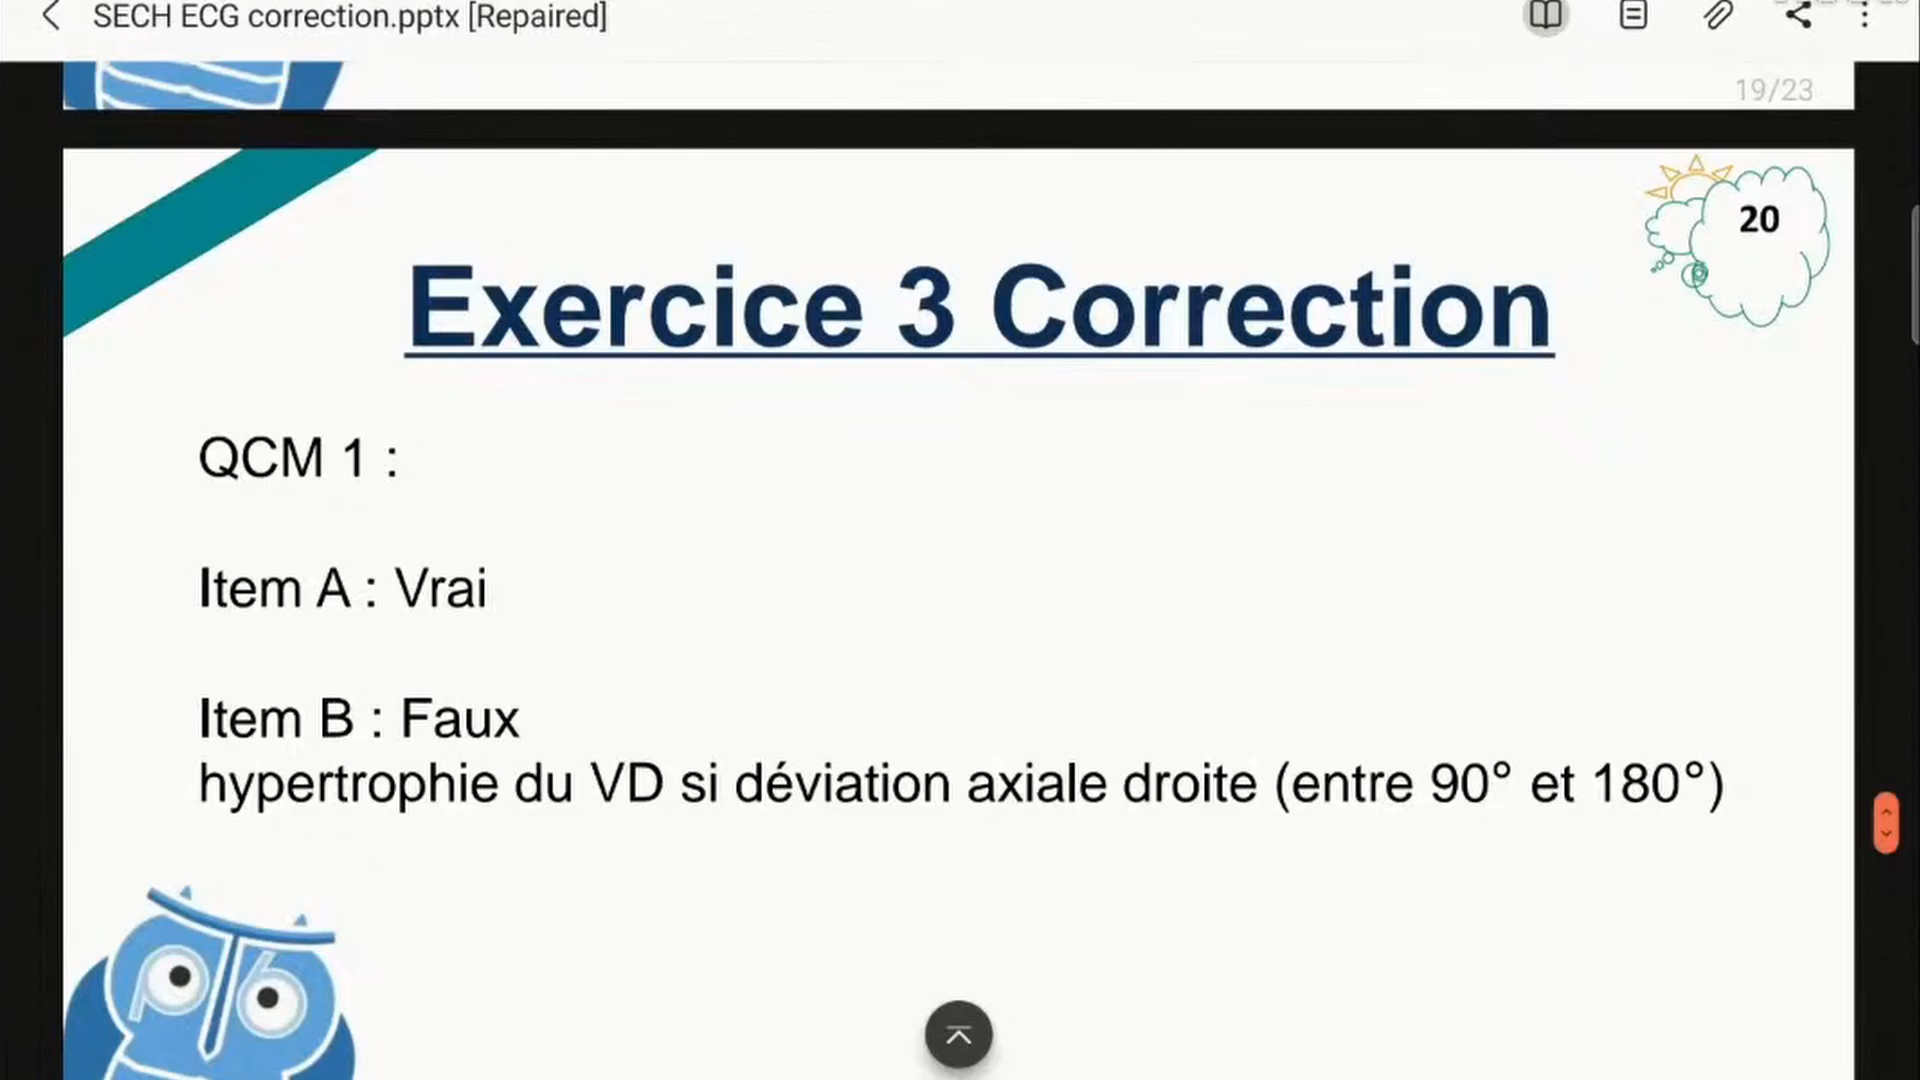 SECH ECG correction.pptx [Repaired]
19/23
20
Exercice 3 Correction
QCM 1 :
Item A : Vrai
Item B : Faux
hypertrophie du VD si déviation axiale droite (entre 90° et 180°)